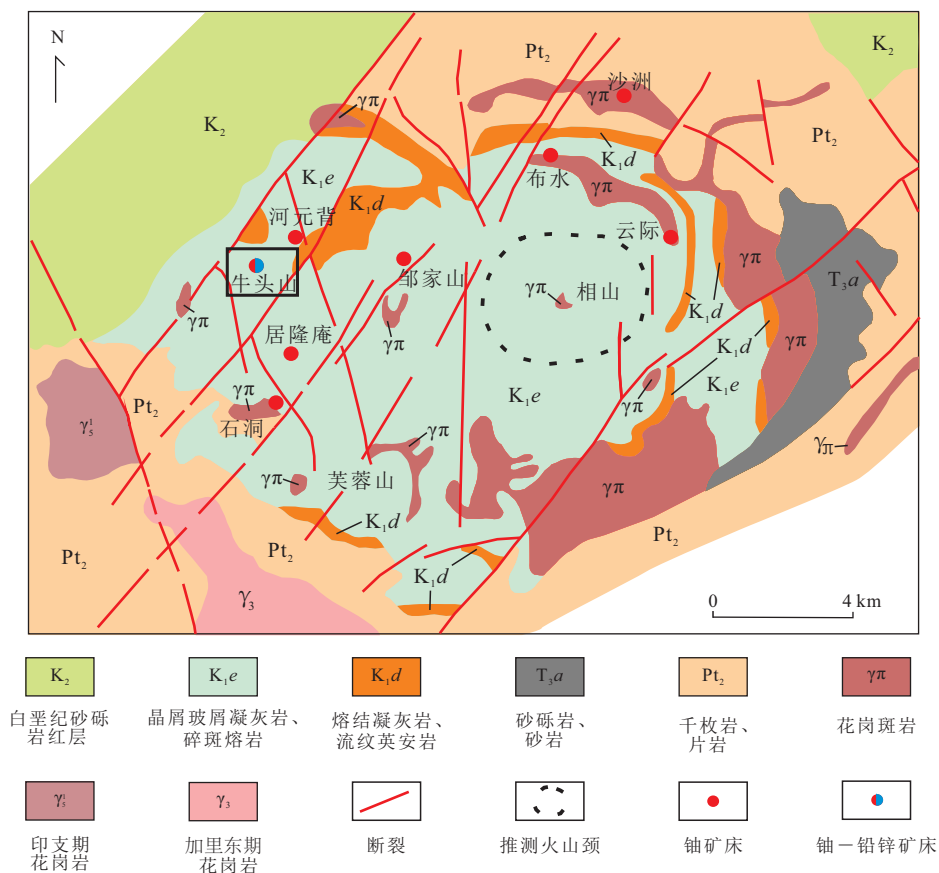 N
K₂
Pt₂
K₂
沙洲
γπ
γπ
Pt₂
K₁d
布水
γπ
K₁e
K₁d
河元背
云际
牛头山
邹家山
γπ
相山
γπ
T₃a
K₁d
γπ
γπ
居隆庵
K₁d
γπ
γπ
K₁e
K₁e
γπ
Pt₂
石洞
γ₅¹
γπ
γπ
γπ
芙蓉山
γπ
K₁d
Pt₂
Pt₂
Pt₂
K₁d
γ₃
0 4 km
K₂
K₁e
K₁d
T₃a
Pt₂
γπ
白垩纪砂砾
岩红层
晶屑玻屑凝灰岩、
碎斑熔岩
熔结凝灰岩、
流纹英安岩
砂砾岩、
砂岩
千枚岩、
片岩
花岗斑岩
γ₅¹
γ₃
印支期
花岗岩
加里东期
花岗岩
断裂
推测火山颈
铀矿床
铀－铅锌矿床